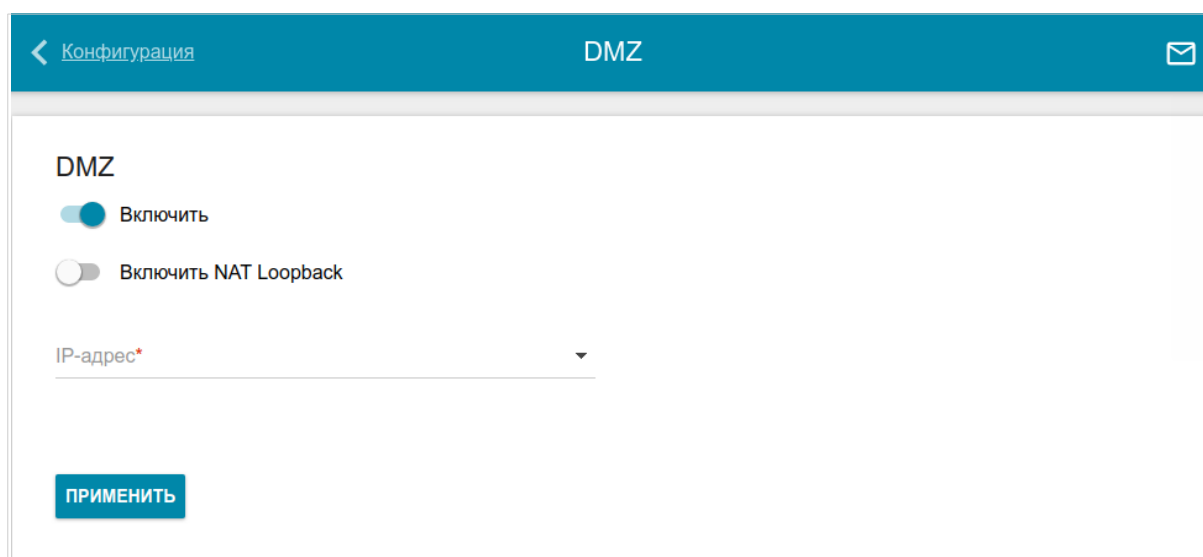 Конфигурация
DMZ
DMZ
Включить
Включить NAT Loopback
IP-адрес*
ПРИМЕНИТЬ